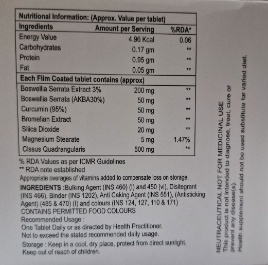 Nutritional Information: (Approx. Value per tablet)
Ingredients Amount per Serving %RDA*
Energy Value 4.96 Kcal 0.06
Carbohydrates 0.17 gm **
Protein 0.95 gm **
Fat 0.05 gm **
Each Film Coated tablet contains (approx)
Boswellia Serrata Extract 3% 200 mg **
Boswellia Serrata (AKBA30%) 50 mg **
Curcumin (95%) 50 mg **
Bromelian Extract 50 mg **
Silica Dioxide 20 mg **
Magnesium Stearate 5 mg 1.47%
Cissus Quandrangularis 500 mg **
% RDA Values as per ICMR Guidelines
** RDA note established
Appropriate overages of vitamins added to compensate loss on storage.
INGREDIENTS: Bulking Agent (INS 460) (i) and 450 (vi), Disitegrant
(INS 466), Binder (INS 1202), Anti Caking Agent (INS 551), (Anticking
Agent) (485 & 470) (i) and colours (INS 124, 127, 110 & 171)
CONTAINS PERMITTED FOOD COLOURS
Recommended Usage:
One Tablet Daily or as directed by Health Practitioner.
Not to exceed the stated recommended daily usage.
Storage : Keep in a cool, dry place, protect from direct sunlight.
Keep out of reach of children.
NEUTRACEUTICAL NOT FOR MEDICINAL USE
This product is not intended to diagnose, treat, cure or
prevent any disease(s).
Health supplement should not be used substitute for varied diet.